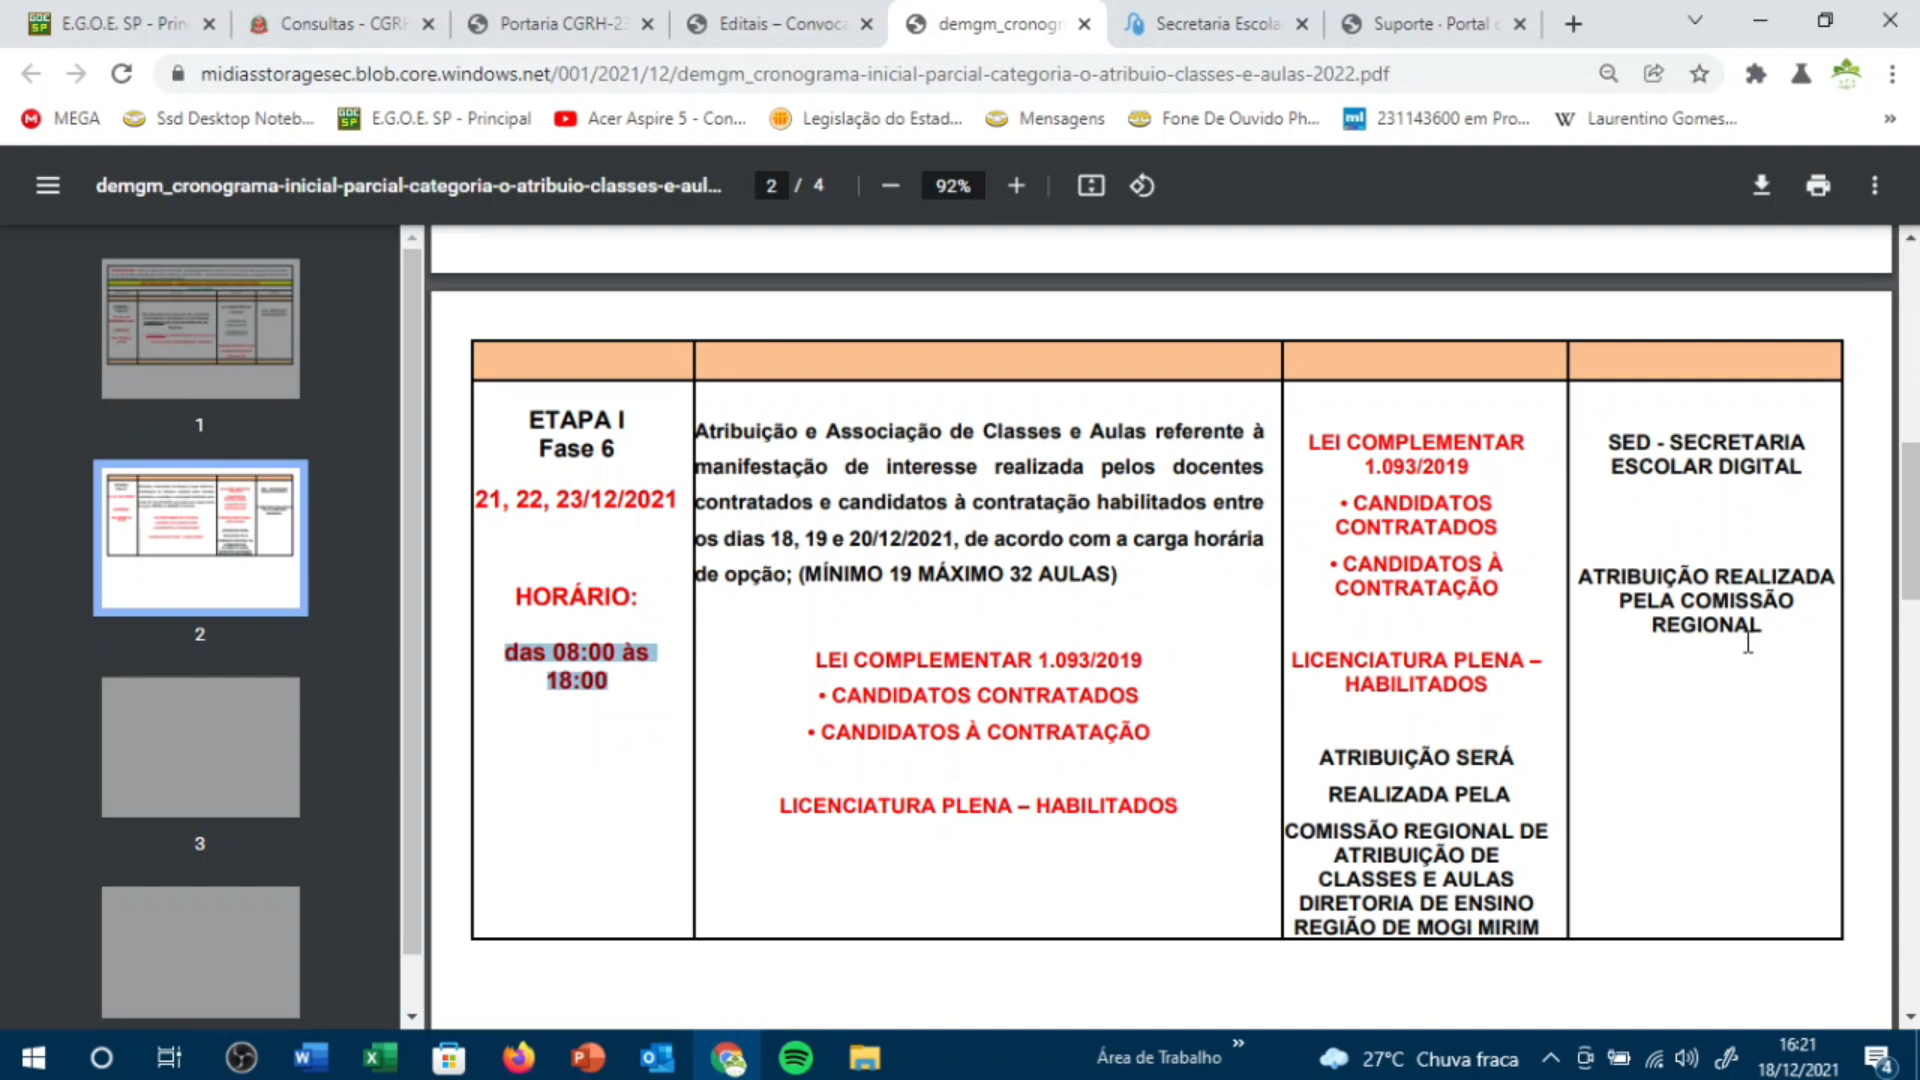 E.G.O.E. SP - Prin
Consultas - CGRH
Portaria CGRH-2
Editais – Convoca
demgm_cronogr
Secretaria Escola
Suporte · Portal
midiasstoragesec.blob.core.windows.net/001/2021/12/demgm_cronograma-inicial-parcial-categoria-o-atribuio-classes-e-aulas-2022.pdf
MEGA
Ssd Desktop Noteb...
E.G.O.E. SP - Principal
Acer Aspire 5 - Con...
Legislação do Estad...
Mensagens
Fone De Ouvido Ph...
231143600 em Pro...
Laurentino Gomes...
demgm_cronograma-inicial-parcial-categoria-o-atribuio-classes-e-aul...
2 / 4
92%
1
2
3
ETAPA I
Fase 6
21, 22, 23/12/2021
HORÁRIO:
das 08:00 às
18:00
Atribuição e Associação de Classes e Aulas referente à
manifestação de interesse realizada pelos docentes
contratados e candidatos à contratação habilitados entre
os dias 18, 19 e 20/12/2021, de acordo com a carga horária
de opção; (MÍNIMO 19 MÁXIMO 32 AULAS)
LEI COMPLEMENTAR 1.093/2019
• CANDIDATOS CONTRATADOS
• CANDIDATOS À CONTRATAÇÃO
LICENCIATURA PLENA – HABILITADOS
LEI COMPLEMENTAR
1.093/2019
• CANDIDATOS
CONTRATADOS
• CANDIDATOS À
CONTRATAÇÃO
LICENCIATURA PLENA –
HABILITADOS
ATRIBUIÇÃO SERÁ
REALIZADA PELA
COMISSÃO REGIONAL DE
ATRIBUIÇÃO DE
CLASSES E AULAS
DIRETORIA DE ENSINO
REGIÃO DE MOGI MIRIM
SED - SECRETARIA
ESCOLAR DIGITAL
ATRIBUIÇÃO REALIZADA
PELA COMISSÃO
REGIONAL
Área de Trabalho
27°C Chuva fraca
16:21
18/12/2021
4